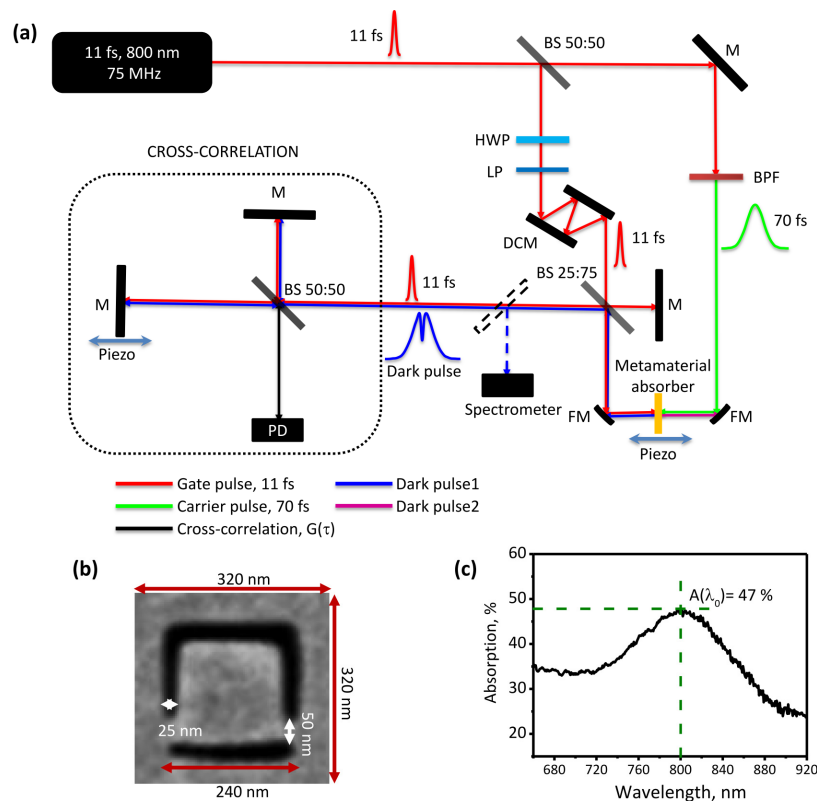 (a)
11 fs, 800 nm
75 MHz
11 fs
BS 50:50
M
HWP
LP
BPF
CROSS-CORRELATION
M
DCM
11 fs
70 fs
BS 50:50
11 fs
BS 25:75
M
M
Piezo
Dark pulse
Metamaterial
absorber
Spectrometer
FM
FM
PD
Piezo
Gate pulse, 11 fs
Dark pulse1
Carrier pulse, 70 fs
Dark pulse2
Cross-correlation, G(τ)
(b)
320 nm
320 nm
25 nm
50 nm
240 nm
(c)
60
50
40
30
20
Absorption, %
A(λ₀)= 47 %
680 720 760 800 840 880 920
Wavelength, nm